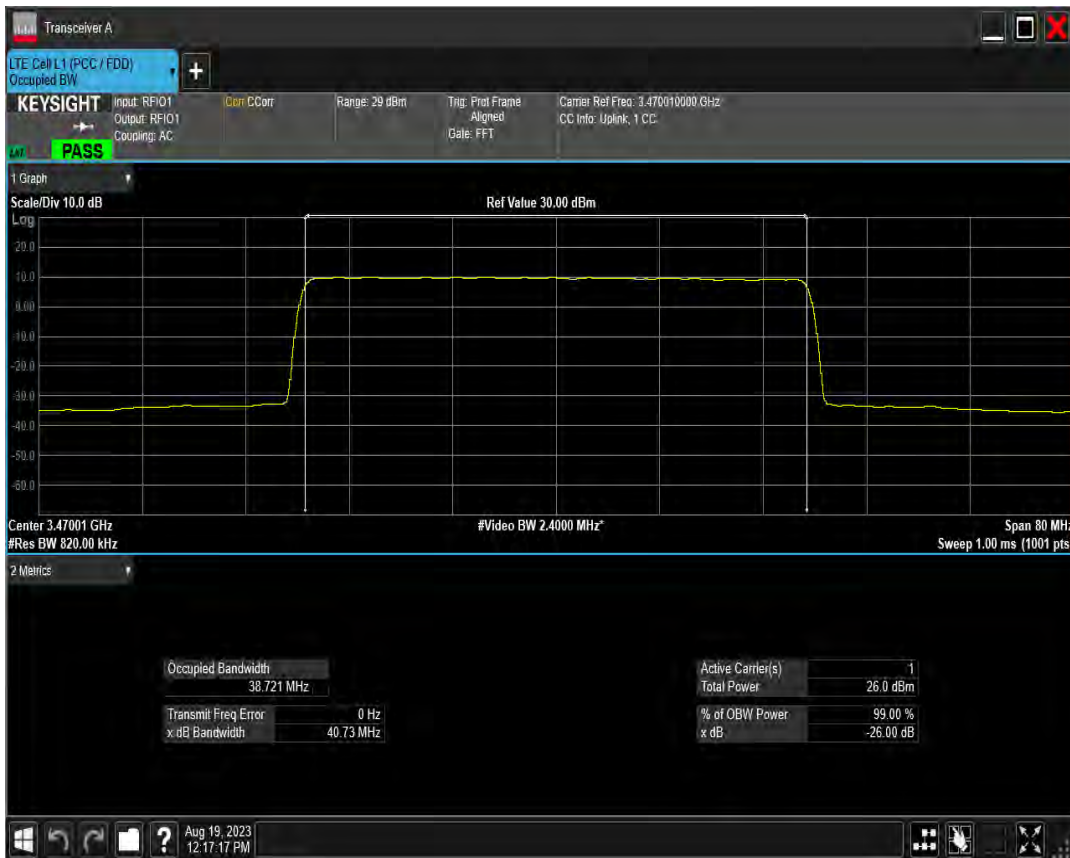 Transceiver A
LTE Cell L1 (PCC / FDD)
Occupied BW
+
KEYSIGHT
Input: RFIO1
Output: RFIO1
Coupling: AC
Corr CCorr
Range: 29 dBm
Trig: Prot Frame
Aligned
Gate: FFT
Carrier Ref Freq: 3.470010000 GHz
CC Info: Uplink, 1 CC
PASS
1 Graph
Scale/Div 10.0 dB
Ref Value 30.00 dBm
Log
20.0
10.0
0.00
-10.0
-20.0
-30.0
-40.0
-50.0
-60.0
Center 3.47001 GHz
#Video BW 2.4000 MHz*
Span 80 MHz
#Res BW 820.00 kHz
Sweep 1.00 ms (1001 pts
2 Metrics
Occupied Bandwidth
38.721 MHz
Transmit Freq Error 0 Hz
x dB Bandwidth 40.73 MHz
Active Carrier(s) 1
Total Power 26.0 dBm
% of OBW Power 99.00 %
x dB -26.00 dB
?
Aug 19, 2023
12:17:17 PM